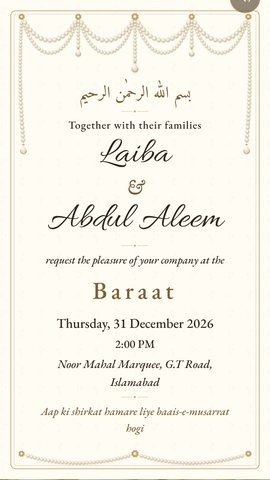 بسم الله الرحمٰن الرحيم
Together with their families
Laiba
&
Abdul Aleem
request the pleasure of your company at the
Baraat
Thursday, 31 December 2026
2:00 PM
Noor Mahal Marquee, G.T Road,
Islamabad
Aap ki shirkat hamare liye baais-e-musarrat
hogi